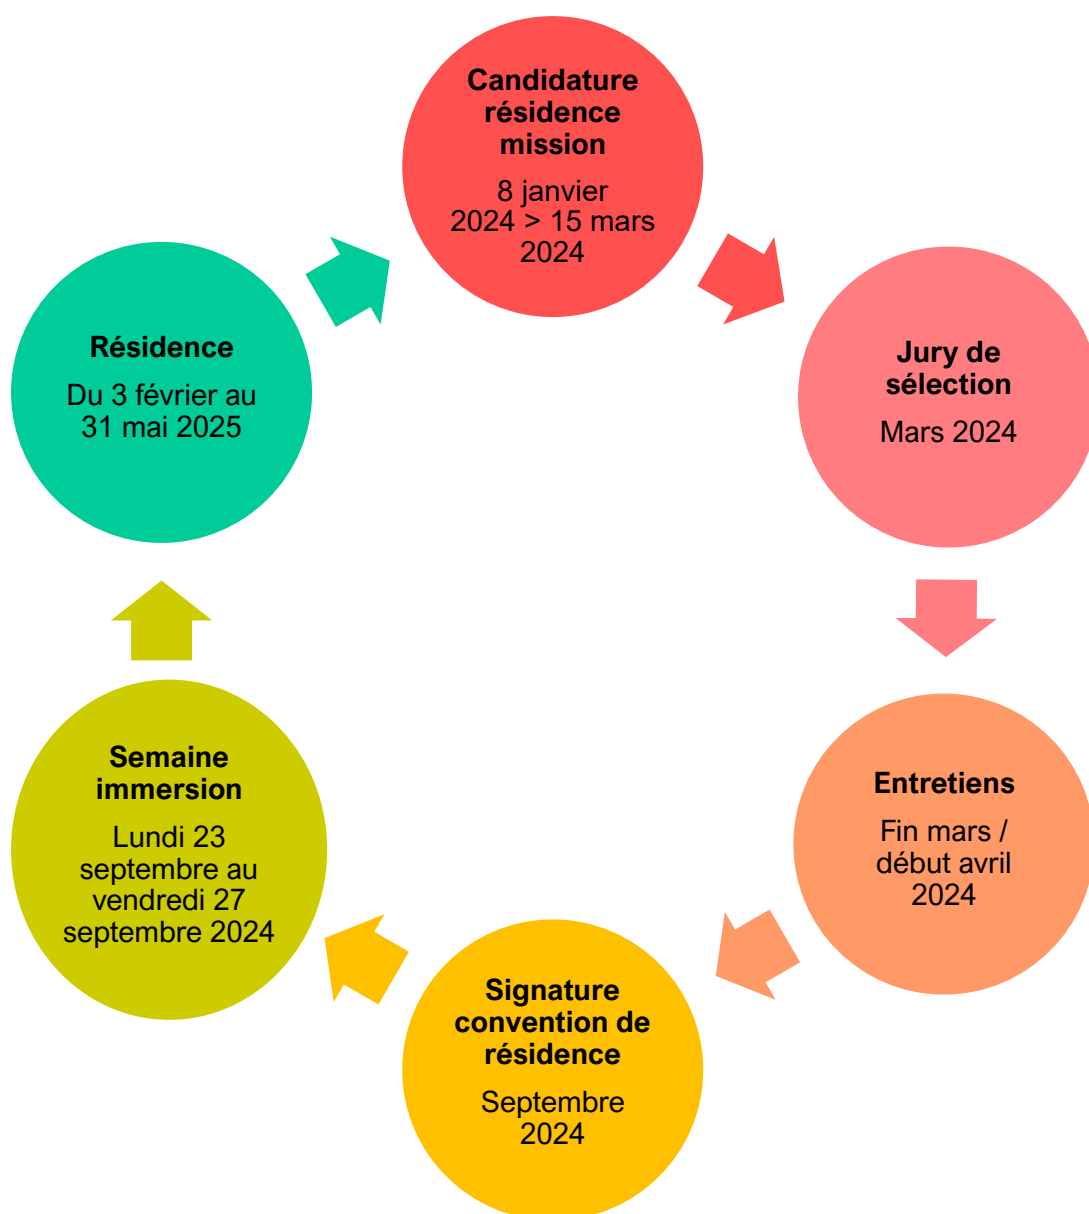 Candidature
résidence
mission
8 janvier
2024 > 15 mars
2024
Jury de
sélection
Mars 2024
Entretiens
Fin mars /
début avril
2024
Signature
convention de
résidence
Septembre
2024
Semaine
immersion
Lundi 23
septembre au
vendredi 27
septembre 2024
Résidence
Du 3 février au
31 mai 2025